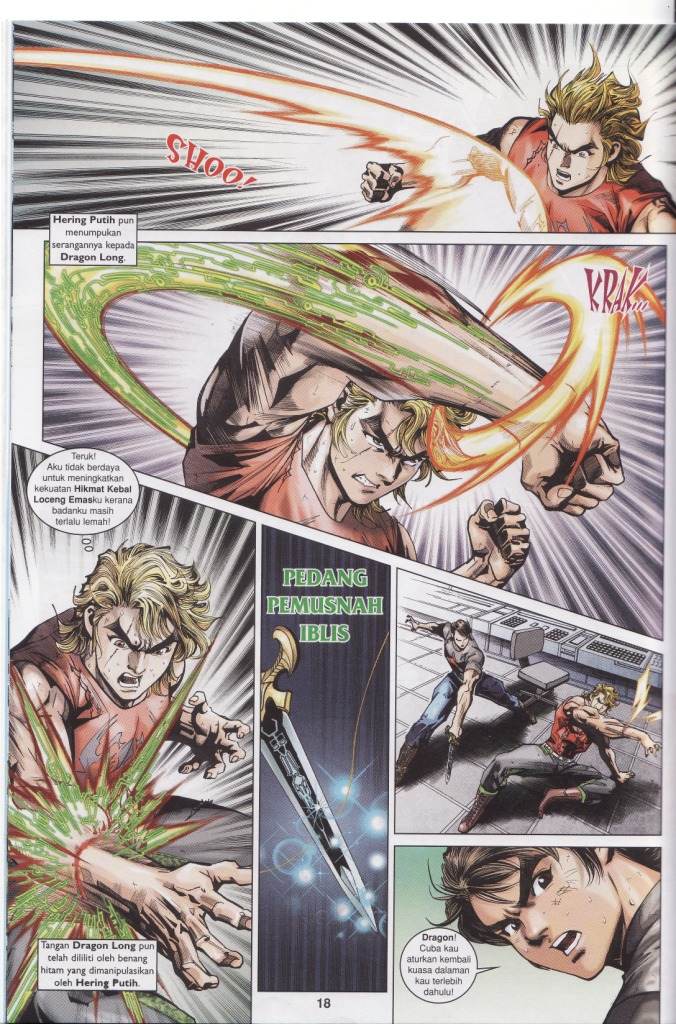 SHOO!
Hering Putih pun
menumpukan
serangannya kepada
Dragon Long.
KRAK...
Teruk!
Aku tidak berdaya
untuk meningkatkan
kekuatan Hikmat Kebal
Loceng Emasku kerana
badanku masih
terlalu lemah!
PEDANG
PEMUSNAH
IBLIS
Tangan Dragon Long pun
telah dililiti oleh benang
hitam yang dimanipulasikan
oleh Hering Putih.
Dragon!
Cuba kau
aturkan kembali
kuasa dalaman
kau terlebih
dahulu!
18